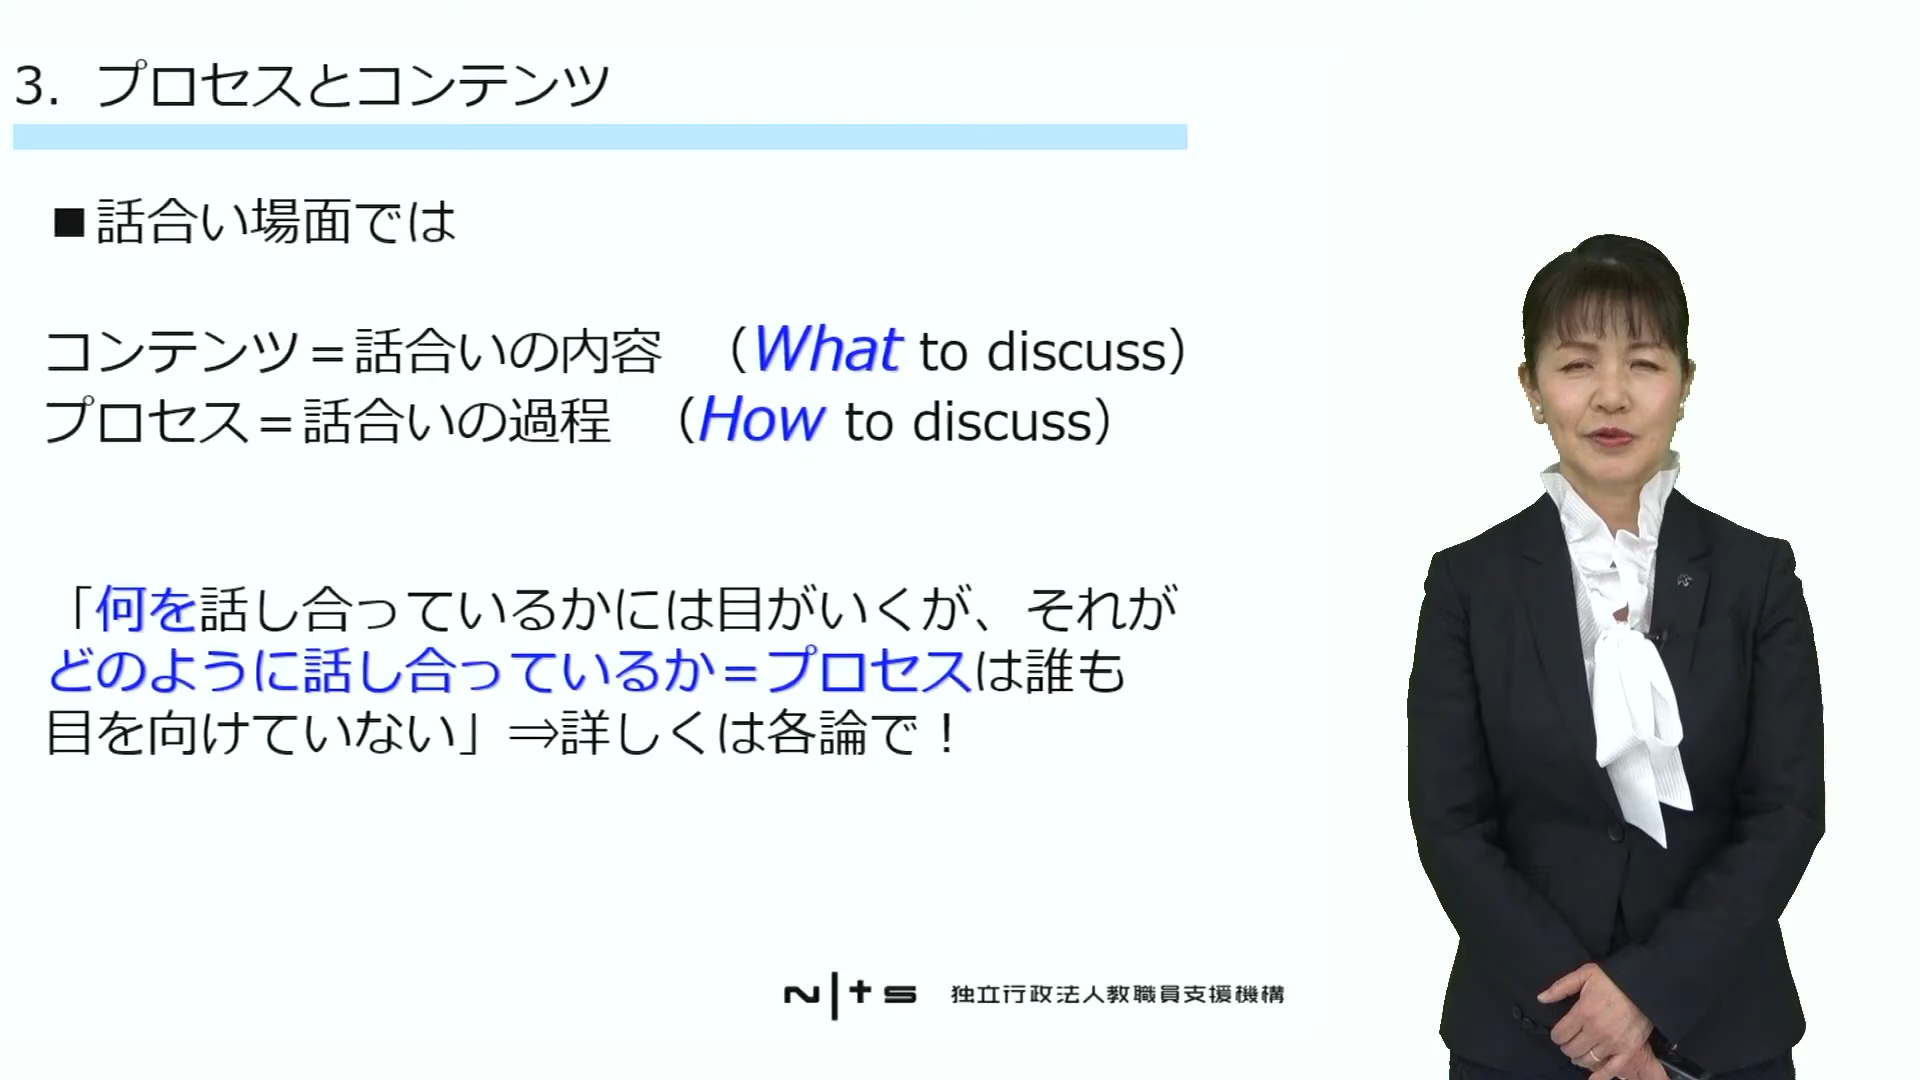 3. プロセスとコンテンツ
■話合い場面では
コンテンツ＝話合いの内容　（What to discuss）
プロセス＝話合いの過程　（How to discuss）
「何を話し合っているかには目がいくが、それが
どのように話し合っているか＝プロセスは誰も
目を向けていない」⇒詳しくは各論で！
N|ts 独立行政法人教職員支援機構